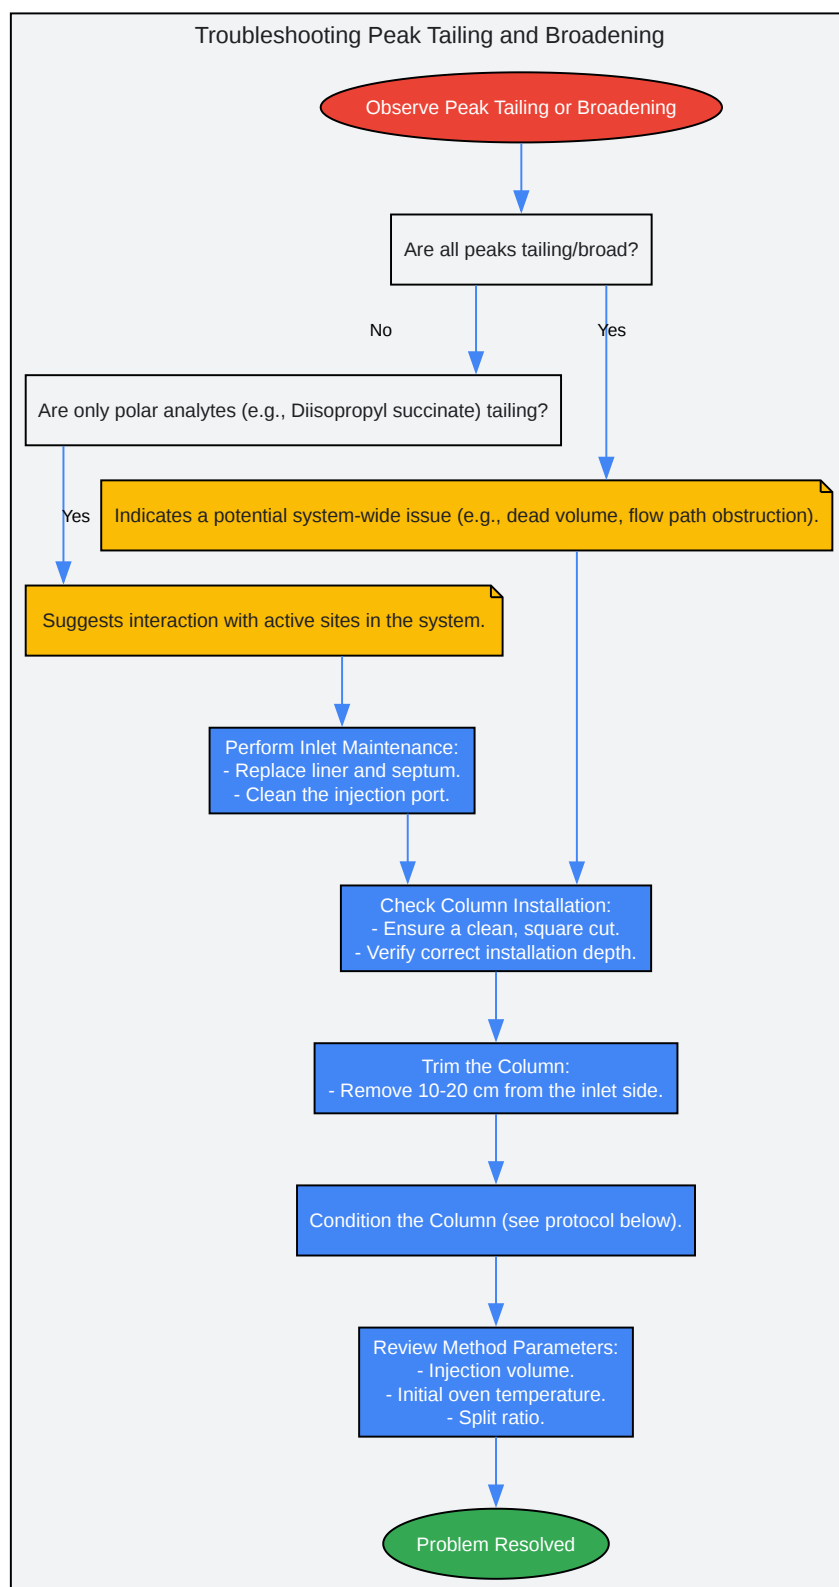 Troubleshooting Peak Tailing and Broadening
Observe Peak Tailing or Broadening
Are all peaks tailing/broad?
No
Yes
Are only polar analytes (e.g., Diisopropyl succinate) tailing?
Yes
Indicates a potential system-wide issue (e.g., dead volume, flow path obstruction).
Suggests interaction with active sites in the system.
Perform Inlet Maintenance:
- Replace liner and septum.
- Clean the injection port.
Check Column Installation:
- Ensure a clean, square cut.
- Verify correct installation depth.
Trim the Column:
- Remove 10-20 cm from the inlet side.
Condition the Column (see protocol below).
Review Method Parameters:
- Injection volume.
- Initial oven temperature.
- Split ratio.
Problem Resolved